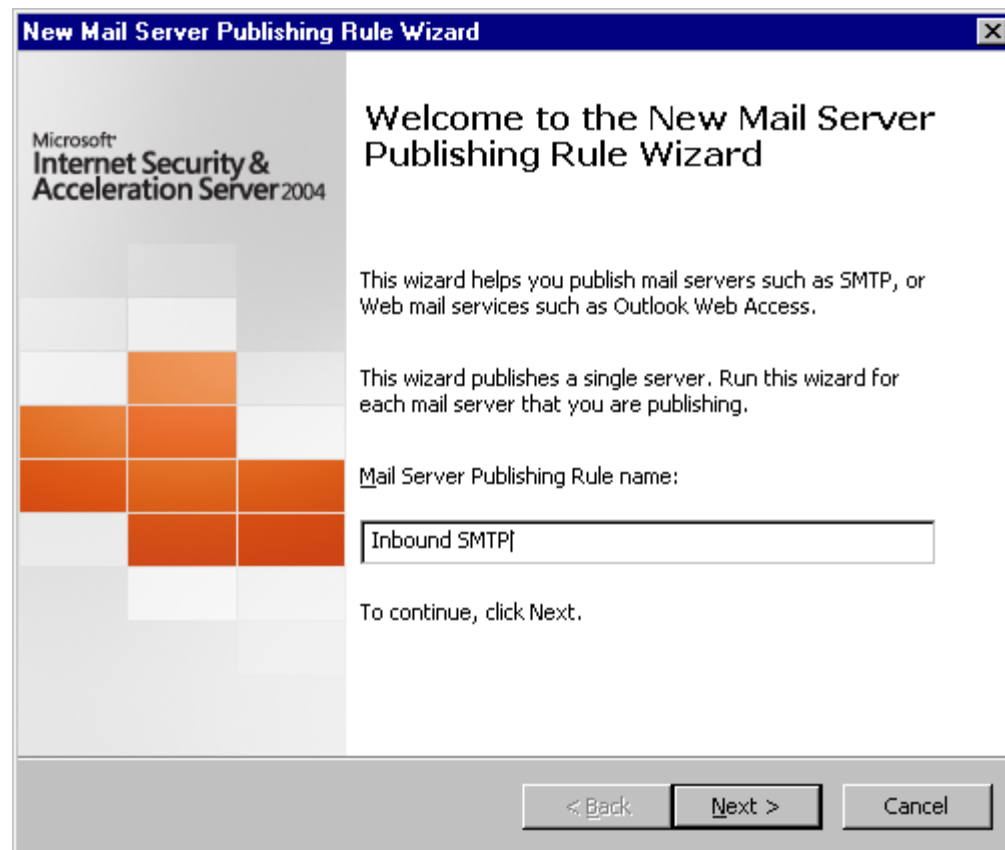 New Mail Server Publishing Rule Wizard
Microsoft
Internet Security &
Acceleration Server 2004
Welcome to the New Mail Server
Publishing Rule Wizard
This wizard helps you publish mail servers such as SMTP, or
Web mail services such as Outlook Web Access.
This wizard publishes a single server. Run this wizard for
each mail server that you are publishing.
Mail Server Publishing Rule name:
Inbound SMTP
To continue, click Next.
< Back
Next >
Cancel